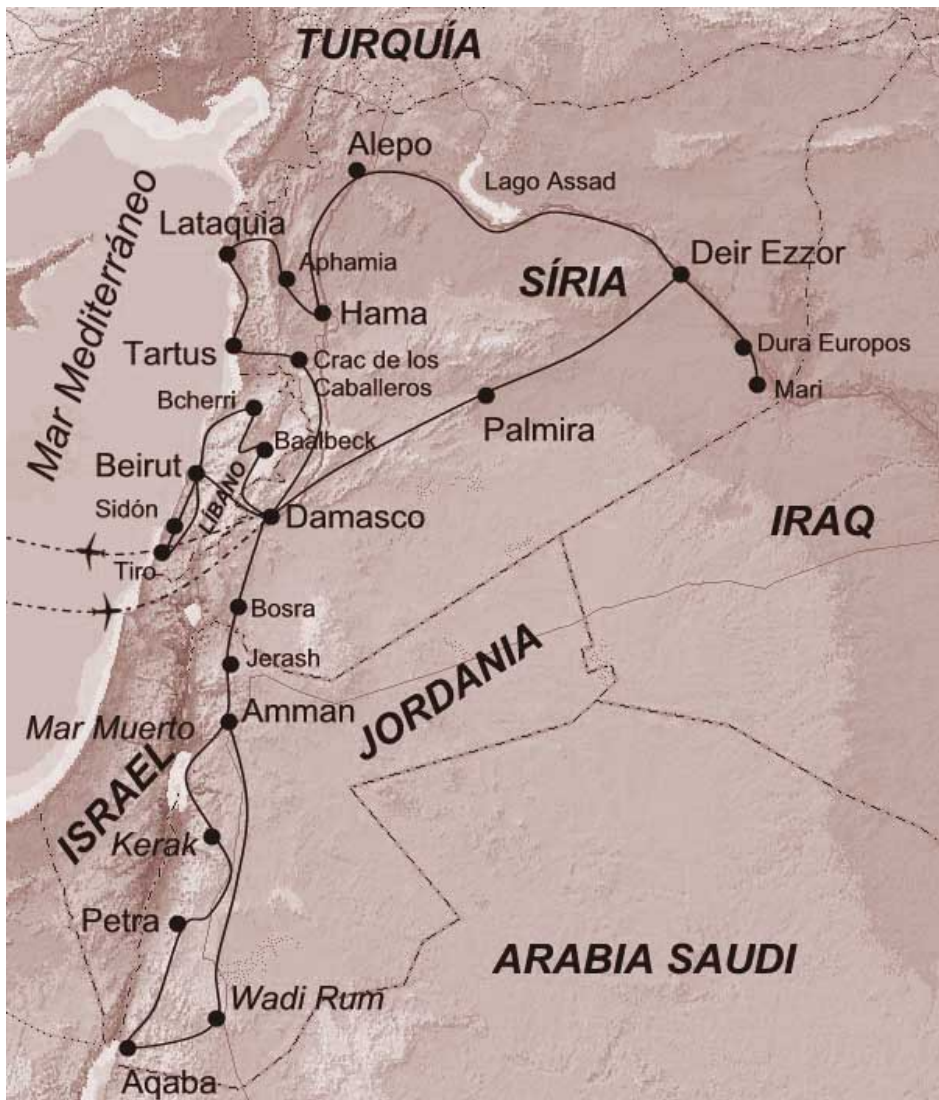 TURQUÍA
Alepo
Lago Assad
Mar Mediterráneo
Lataquia
Aphamia
Deir Ezzor
SÍRIA
Hama
Tartus
Crac de los
Caballeros
Dura Europos
Mari
Bcherri
Palmira
Baalbeck
Beirut
LÍBANO
Sidón
Damasco
IRAQ
Tiro
Bosra
Jerash
JORDANIA
Amman
Mar Muerto
ISRAEL
Kerak
Petra
ARABIA SAUDI
Wadi Rum
Aqaba